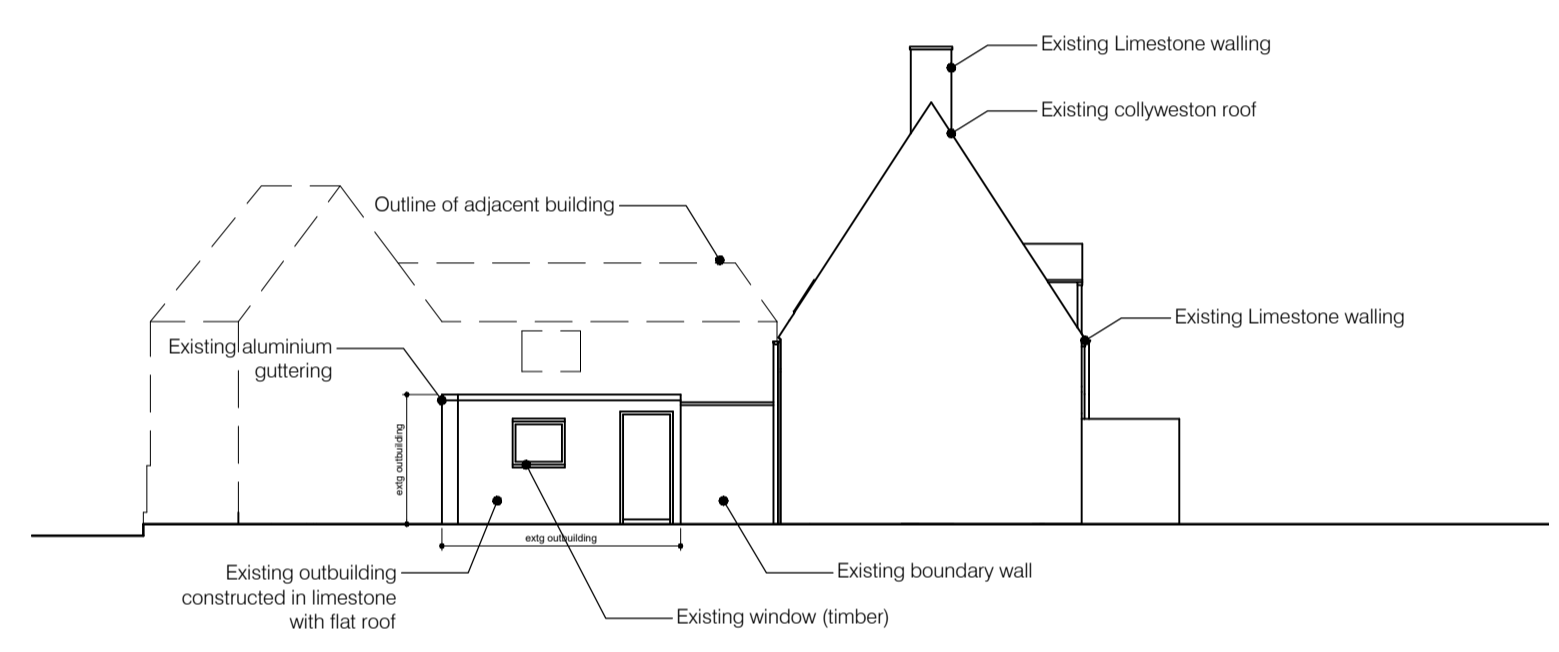 Existing Limestone walling
Existing collyweston roof
Outline of adjacent building
Existing Limestone walling
Existing aluminium
guttering
extg outbuilding
extg outbuilding
Existing outbuilding
constructed in limestone
with flat roof
Existing boundary wall
Existing window (timber)